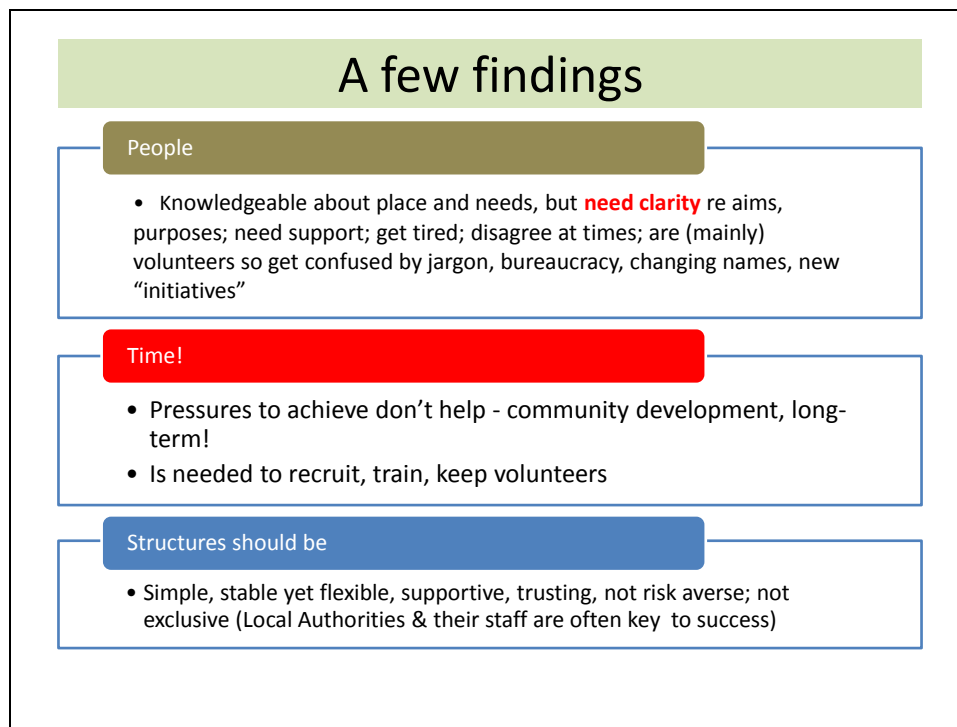 A few findings
People
• Knowledgeable about place and needs, but need clarity re aims,
purposes; need support; get tired; disagree at times; are (mainly)
volunteers so get confused by jargon, bureaucracy, changing names, new
“initiatives”
Time!
• Pressures to achieve don’t help - community development, long-
term!
• Is needed to recruit, train, keep volunteers
Structures should be
• Simple, stable yet flexible, supportive, trusting, not risk averse; not
exclusive (Local Authorities & their staff are often key to success)